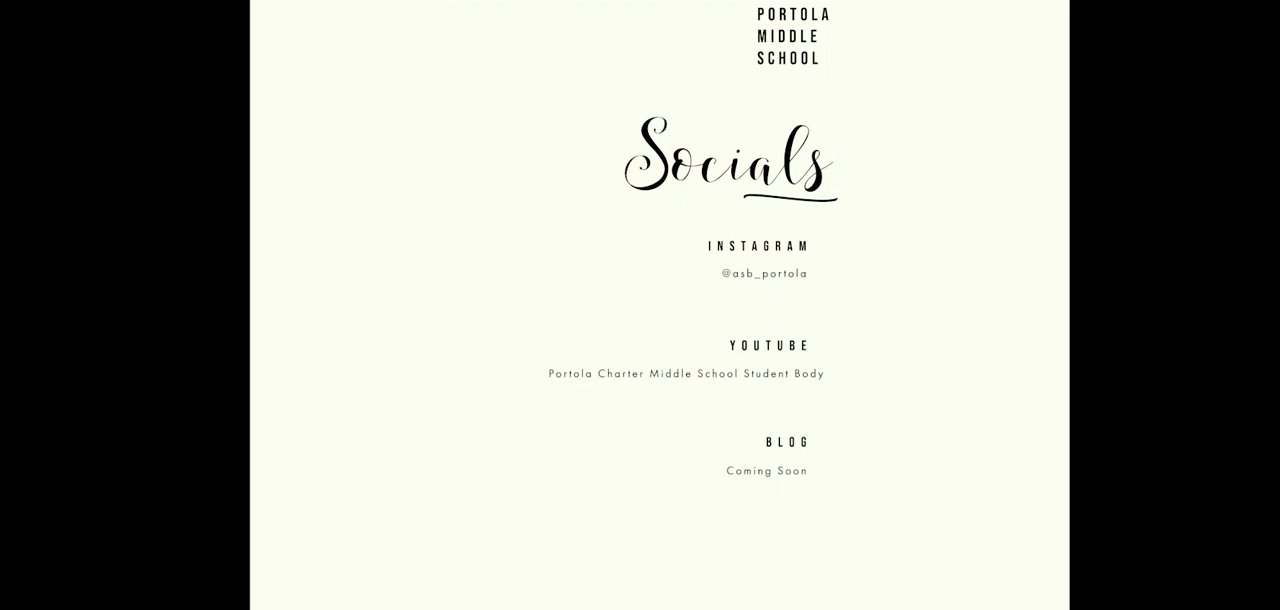 PORTOLA
MIDDLE
SCHOOL
Socials
INSTAGRAM
@asb_portola
YOUTUBE
Portola Charter Middle School Student Body
BLOG
Coming Soon